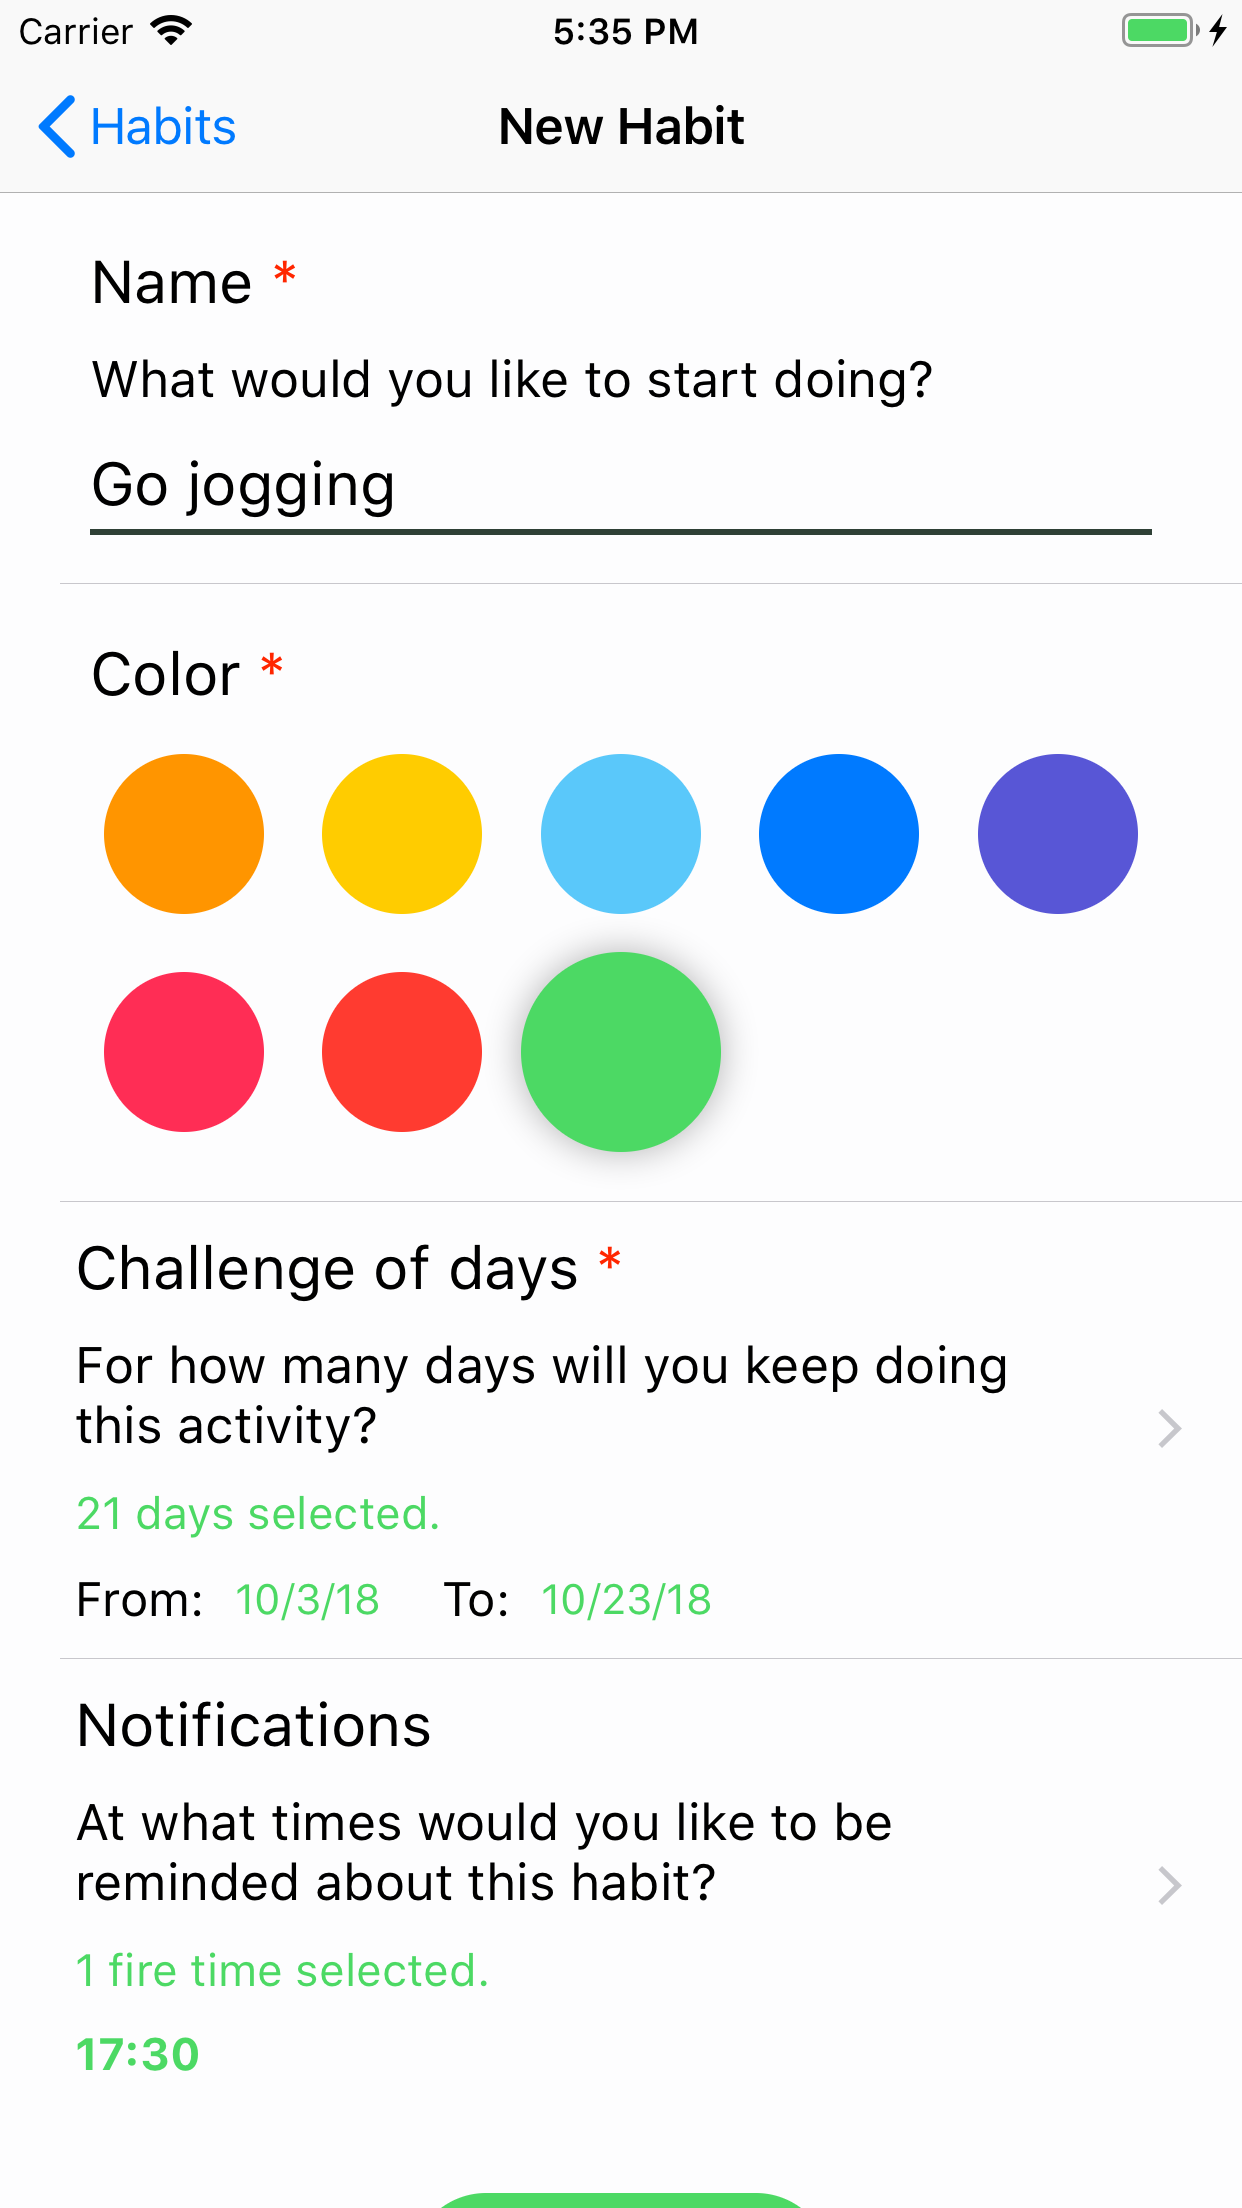 Carrier 5:35 PM
Habits New Habit
Name *
What would you like to start doing?
Go jogging
Color *
Challenge of days *
For how many days will you keep doing
this activity?
21 days selected.
From: 10/3/18 To: 10/23/18
Notifications
At what times would you like to be
reminded about this habit?
1 fire time selected.
17:30